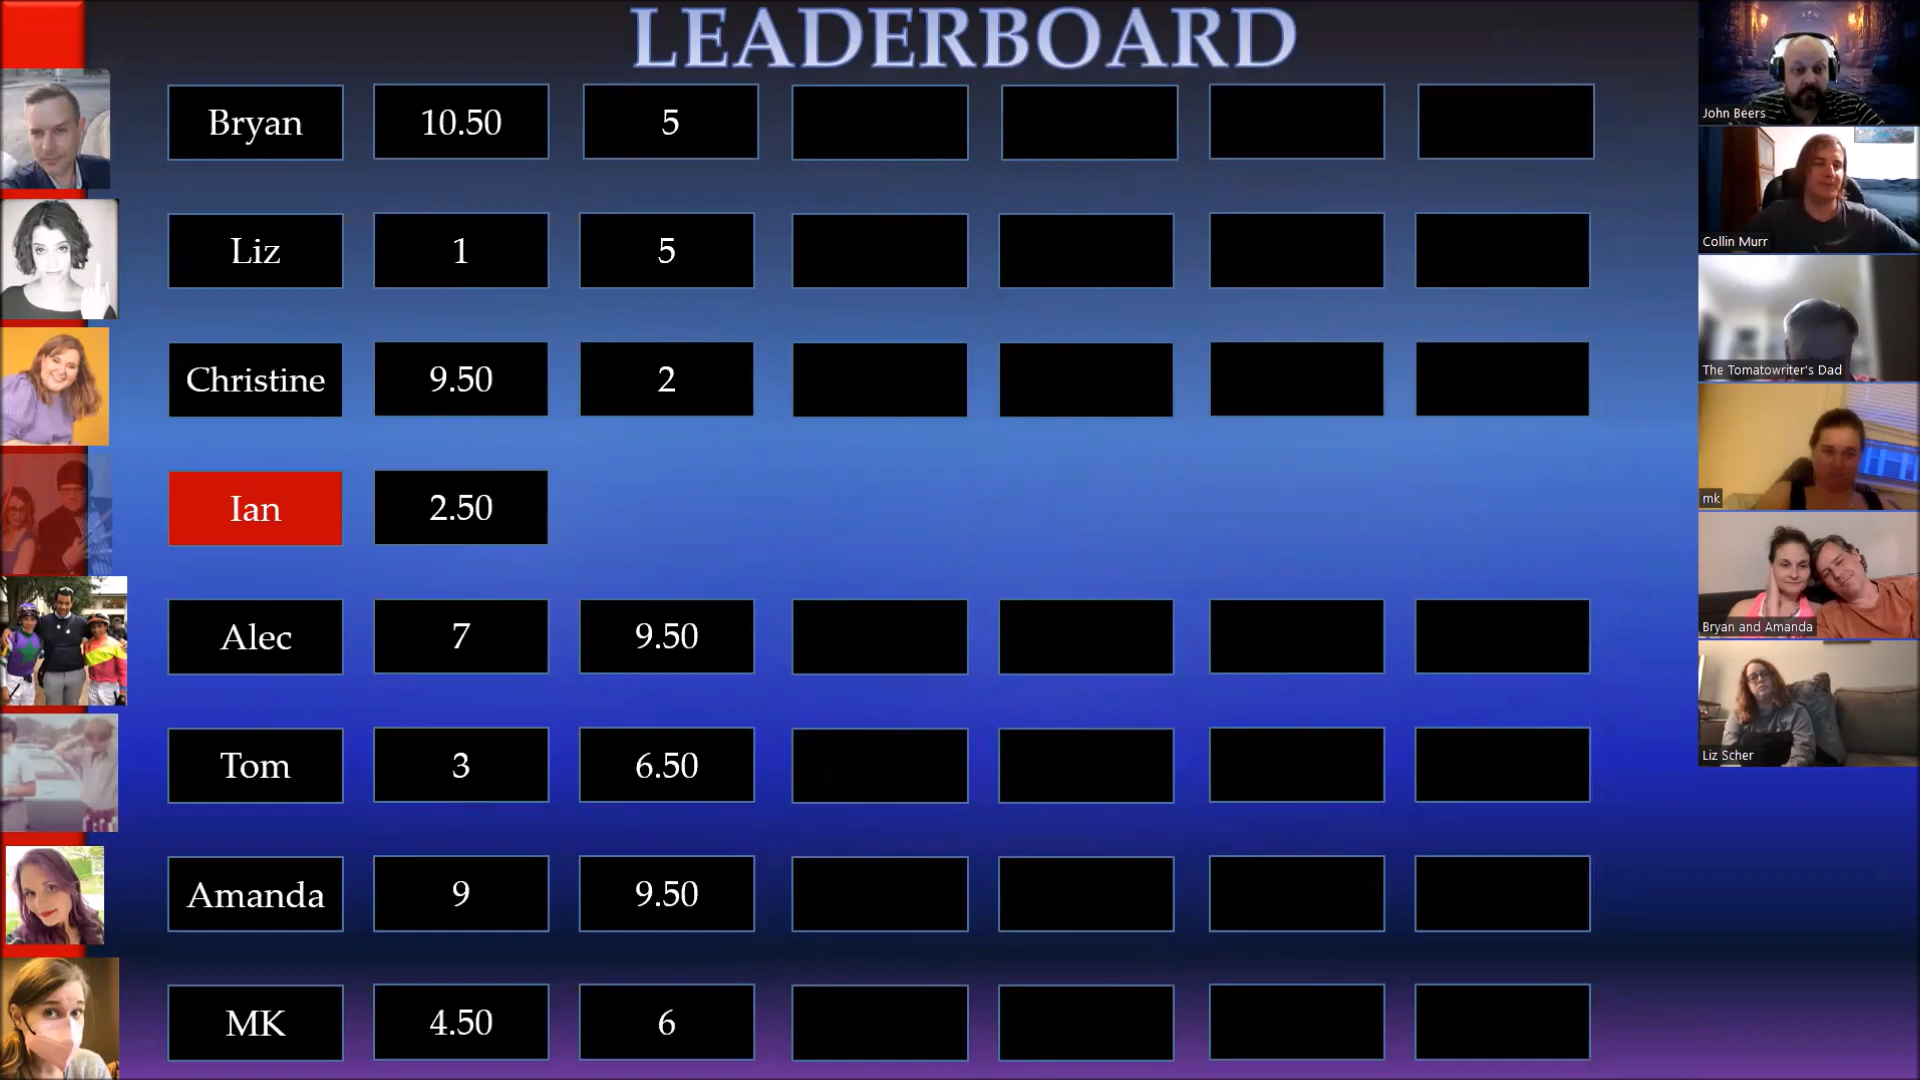 LEADERBOARD
Bryan 10.50 5
Liz 1 5
Christine 9.50 2
Ian 2.50
Alec 7 9.50
Tom 3 6.50
Amanda 9 9.50
MK 4.50 6
John Beers
Collin Murr
The Tomatowriter's Dad
mk
Bryan and Amanda
Liz Scher